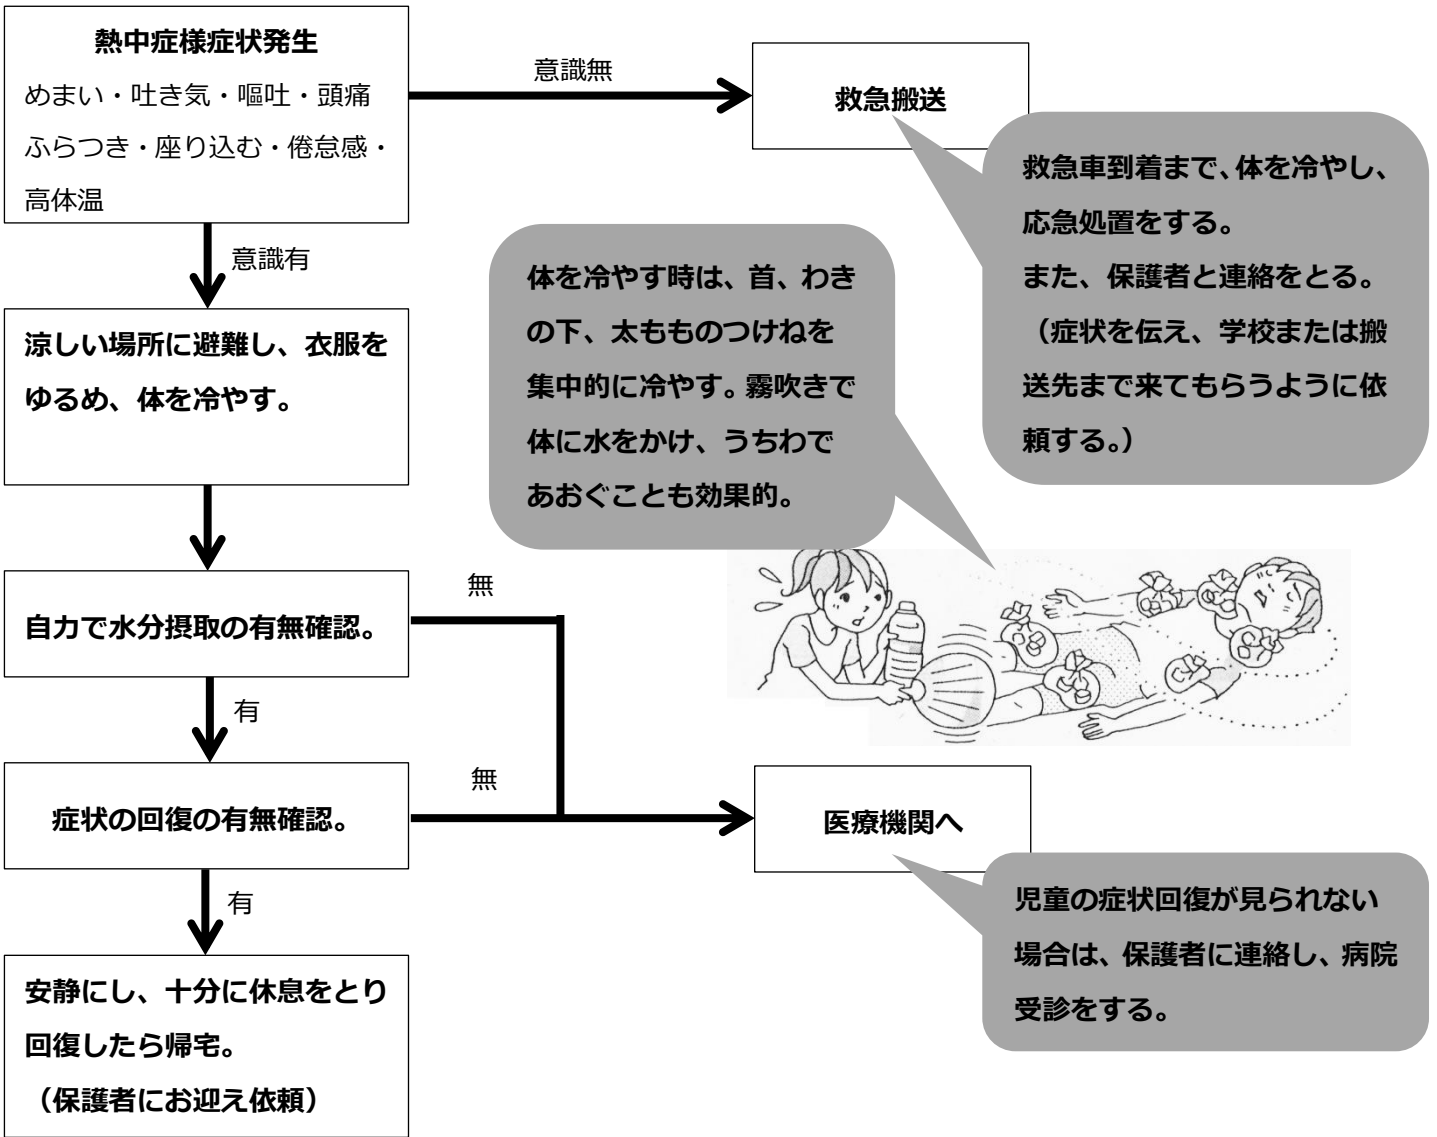 熱中症様症状発生
めまい・吐き気・嘔吐・頭痛
ふらつき・座り込む・倦怠感・
高体温
意識無
救急搬送
救急車到着まで、体を冷やし、
応急処置をする。
また、保護者と連絡をとる。
（症状を伝え、学校または搬
送先まで来てもらうように依
頼する。）
意識有
体を冷やす時は、首、わき
の下、太もものつけねを
集中的に冷やす。霧吹きで
体に水をかけ、うちわで
あおぐことも効果的。
涼しい場所に避難し、衣服を
ゆるめ、体を冷やす。
自力で水分摂取の有無確認。
無
有
症状の回復の有無確認。
無
医療機関へ
児童の症状回復が見られない
場合は、保護者に連絡し、病院
受診をする。
有
安静にし、十分に休息をとり
回復したら帰宅。
（保護者にお迎え依頼）